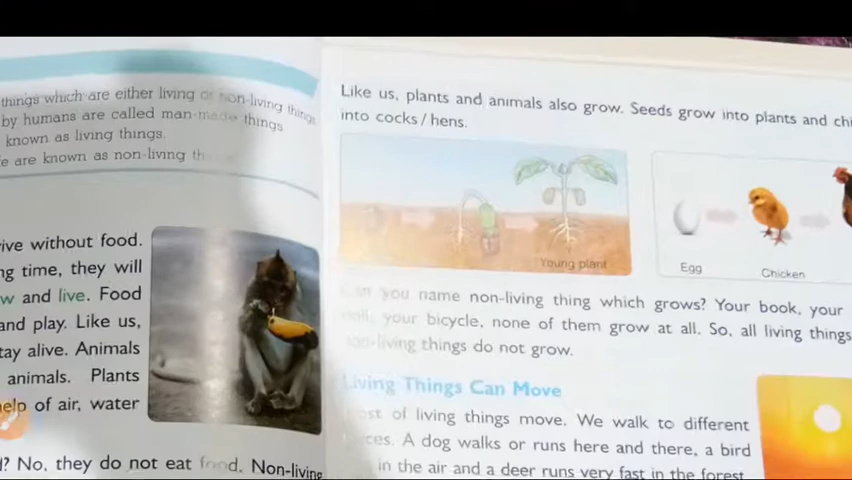 things which are either living or non-living things
by humans are called man-made things
known as living things.
e are known as non-living th
ive without food.
ng time, they will
w and live. Food
and play. Like us,
tay alive. Animals
animals. Plants
help of air, water
? No, they do not eat food. Non-living
Like us, plants and animals also grow. Seeds grow into plants and chi
into cocks/hens.
Young plant
Egg
Chicken
Can you name non-living thing which grows? Your book, your
your bicycle, none of them grow at all. So, all living things
non-living things do not grow.
Living Things Can Move
ost of living things move. We walk to different
ces. A dog walks or runs here and there, a bird
in the air and a deer runs very fast in the forest